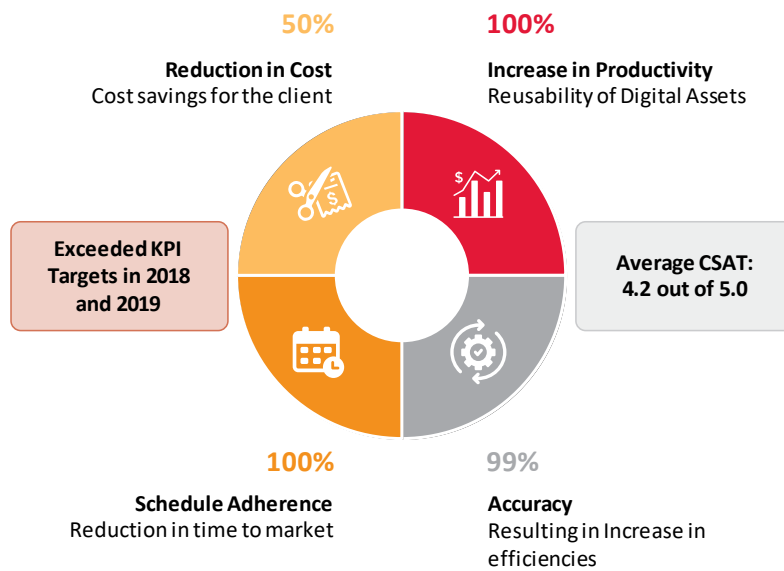 50%
Reduction in Cost
Cost savings for the client
100%
Increase in Productivity
Reusability of Digital Assets
$
$
Exceeded KPI
Targets in 2018
and 2019
Average CSAT:
4.2 out of 5.0
100%
Schedule Adherence
Reduction in time to market
99%
Accuracy
Resulting in Increase in
efficiencies